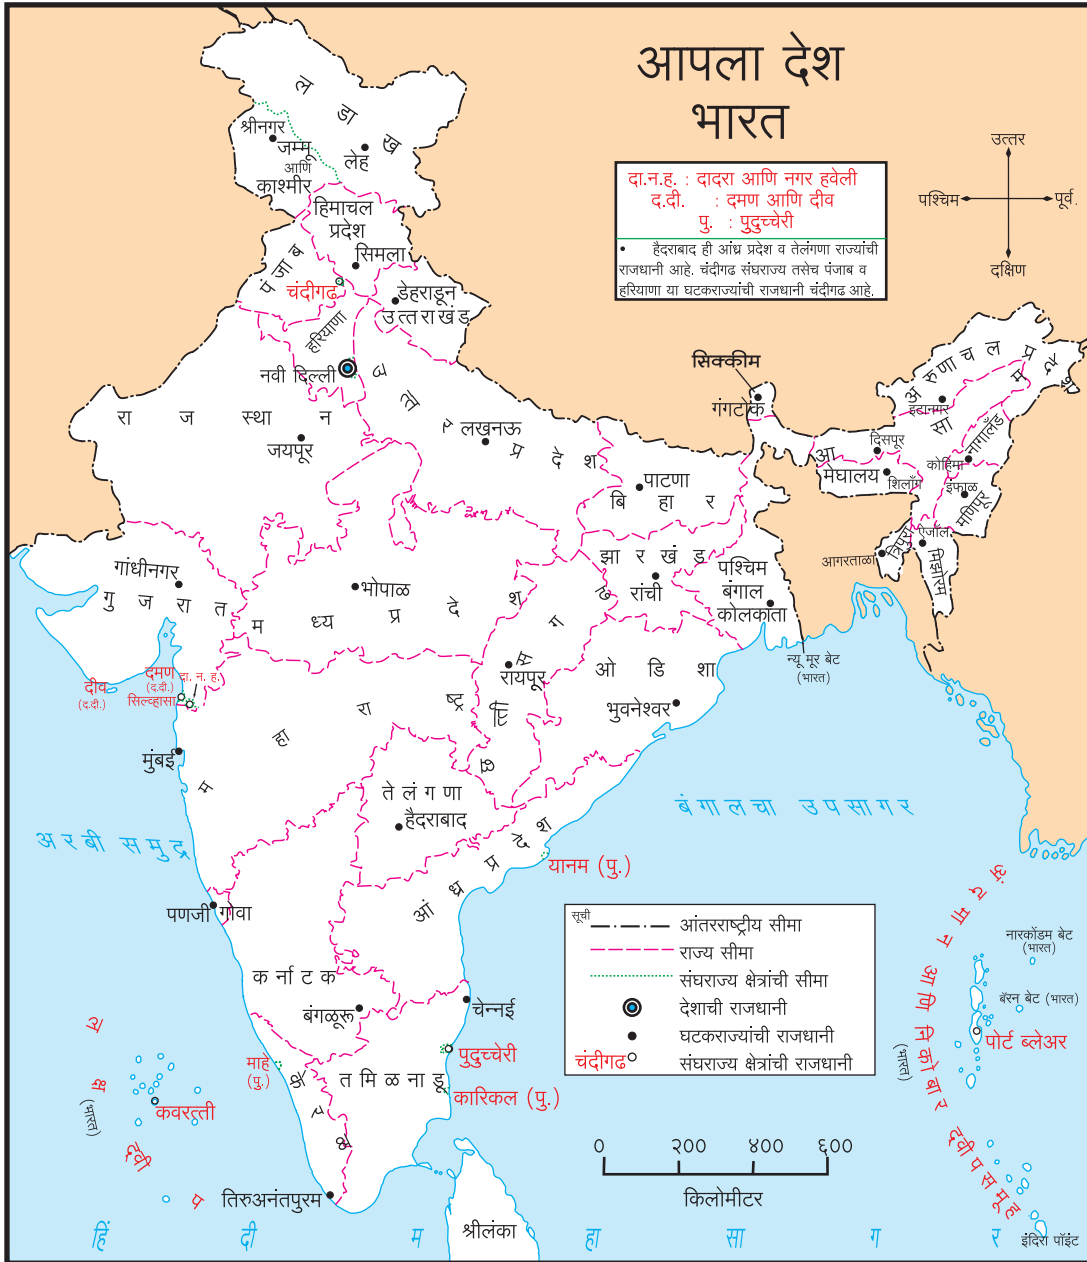 आपला देश
भारत
उत्तर
पश्चिम
पूर्व.
दक्षिण
दा.न.ह. : दादरा आणि नगर हवेली
द.दी. : दमण आणि दीव
पु. : पुदुच्चेरी
• हैदराबाद ही आंध्र प्रदेश व तेलंगणा राज्यांची
राजधानी आहे. चंदीगढ संघराज्य तसेच पंजाब व
हरियाणा या घटकराज्यांची राजधानी चंदीगढ आहे.
लडाख
श्रीनगर
जम्मू
आणि
काश्मीर
लेह
हिमाचल
प्रदेश
सिमला
पंजाब
चंदीगढ
डेहराडून
उत्तराखंड
हरियाणा
नवी दिल्ली
उत्तर प्रदेश
लखनऊ
राजस्थान
जयपूर
सिक्कीम
गंगटोक
अरुणाचल प्रदेश
इटानगर
आसाम
दिसपूर
नागालँड
कोहिमा
मेघालय
शिलाँग
इंफाळ
मणिपूर
ऐजॉल
त्रिपुरा
आगरताळा
मिझोरम
पाटणा
बिहार
झारखंड
रांची
पश्चिम
बंगाल
कोलकाता
गांधीनगर
गुजरात
भोपाळ
मध्य प्रदेश
छत्तीसगढ
रायपूर
ओडिशा
भुवनेश्वर
न्यू मूर बेट
(भारत)
दीव
(द.दी.)
दमण
(द.दी.)
दा. न. ह.
सिल्व्हासा
मुंबई
महाराष्ट्र
तेलंगणा
हैदराबाद
बंगालचा उपसागर
अरबी समुद्र
आंध्र प्रदेश
यानम (पु.)
पणजी
गोवा
कर्नाटक
बंगळूरू
चेन्नई
सूची
आंतरराष्ट्रीय सीमा
राज्य सीमा
संघराज्य क्षेत्रांची सीमा
देशाची राजधानी
घटकराज्यांची राजधानी
चंदीगढ
संघराज्य क्षेत्रांची राजधानी
अंदमान आणि निकोबार द्वीपसमूह
(भारत)
नारकोंडम बेट
(भारत)
बॅरन बेट (भारत)
पोर्ट ब्लेअर
माहे
(पु.)
पुदुच्चेरी
तमिळनाडू
कारिकल (पु.)
केरळ
लक्षद्वीप
(भारत)
कवरत्ती
तिरुअनंतपुरम
श्रीलंका
० २०० ४०० ६००
किलोमीटर
इंदिरा पॉइंट
हिंदी महासागर